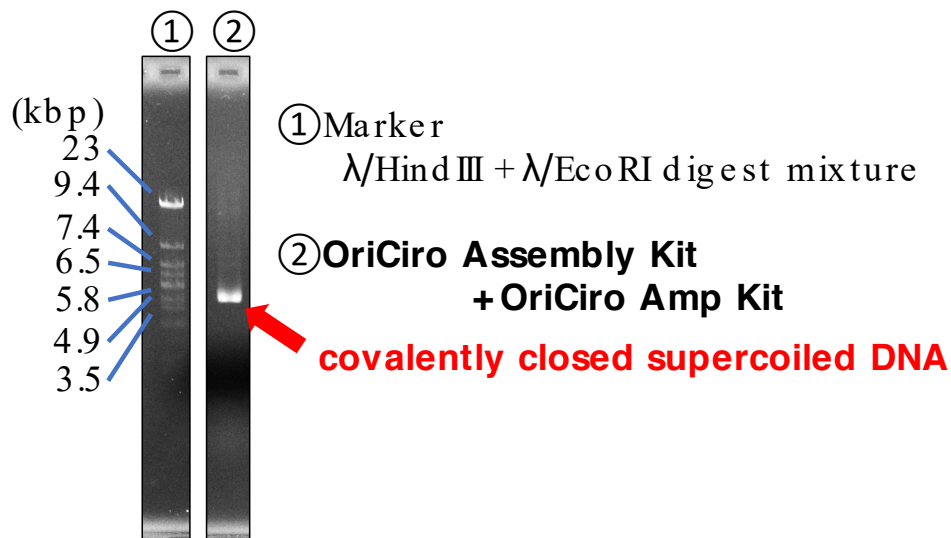 ① ②
(kbp)
23
9.4
7.4
6.5
5.8
4.9
3.5
①Marker
λ/HindⅢ + λ/EcoRI digest mixture
②OriCiro Assembly Kit
+OriCiro Amp Kit
covalently closed supercoiled DNA